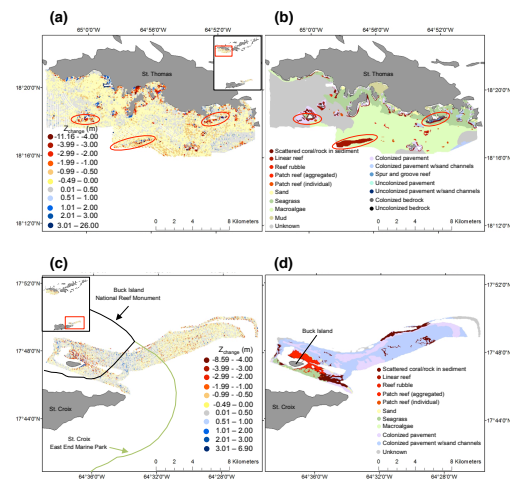 (a)
65°0'0"W
64°56'0"W
64°52'0"W
St. Thomas
18°20'0"N
18°16'0"N
18°12'0"N
Zchange (m)
-11.16 - -4.00
-3.99 - -3.00
-2.99 - -2.00
-1.99 - -1.00
-0.99 - -0.50
-0.49 – 0.00
0.01 – 0.50
0.51 – 1.00
1.01 – 2.00
2.01 – 3.00
3.01 – 26.00
0 2 4 8 Kilometers
(b)
65°0'0"W
64°56'0"W
64°52'0"W
St. Thomas
18°20'0"N
18°16'0"N
18°12'0"N
Scattered coral/rock in sediment
Linear reef
Reef rubble
Patch reef (aggregated)
Patch reef (individual)
Sand
Seagrass
Macroalgae
Mud
Unknown
Colonized pavement
Colonized pavement w/sand channels
Spur and groove reef
Uncolonized pavement
Uncolonized pavement w/sand channels
Colonized bedrock
Uncolonized bedrock
0 2 4 8 Kilometers
(c)
17°52'0"N
17°48'0"N
17°44'0"N
Buck Island
National Reef Monument
St. Croix
St. Croix
East End Marine Park
Zchange (m)
-8.59 - -4.00
-3.99 - -3.00
-2.99 - -2.00
-1.99 - -1.00
-0.99 - -0.50
-0.49 – 0.00
0.01 – 0.50
0.51 – 1.00
1.01 – 2.00
2.01 – 3.00
3.01 – 6.90
0 2 4 8 Kilometers
64°36'0"W
64°32'0"W
64°28'0"W
(d)
17°52'0"N
17°48'0"N
17°44'0"N
Buck Island
St. Croix
Scattered coral/rock in sediment
Linear reef
Reef rubble
Patch reef (aggregated)
Patch reef (individual)
Sand
Seagrass
Macroalgae
Colonized pavement
Colonized pavement w/sand channels
Unknown
0 2 4 8 Kilometers
64°36'0"W
64°32'0"W
64°28'0"W